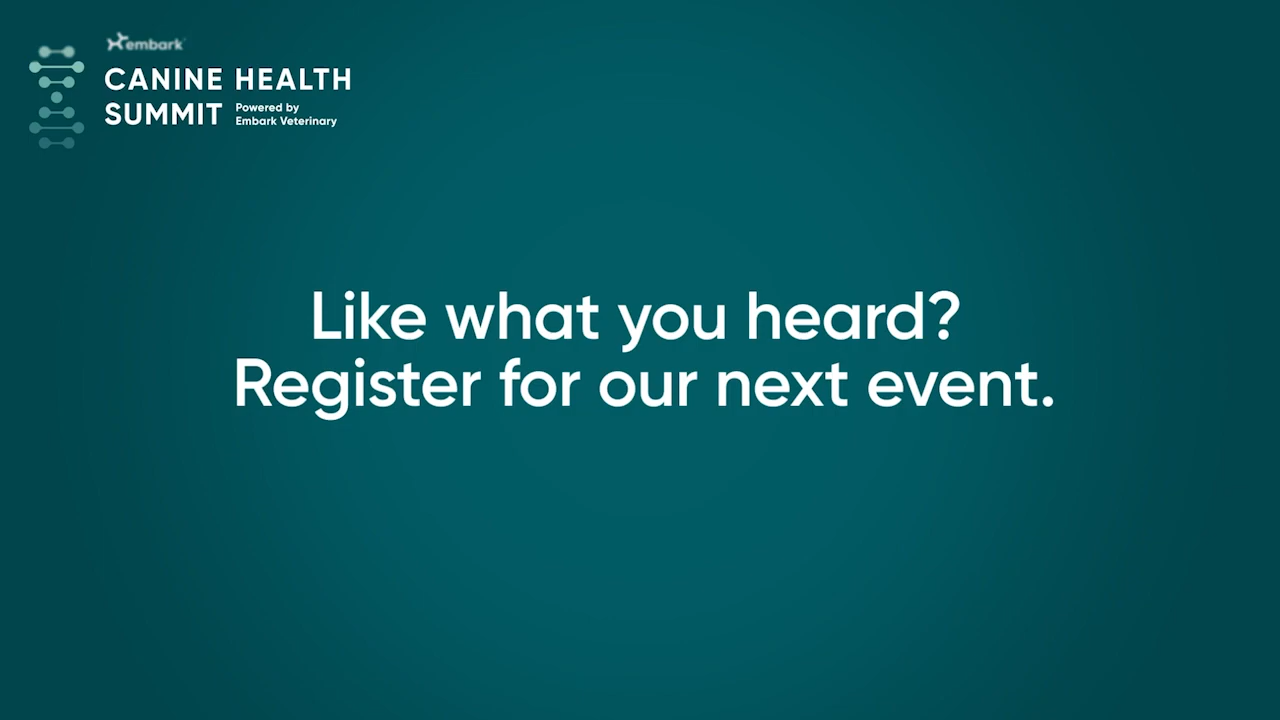 embark
CANINE HEALTH
SUMMIT
Powered by
Embark Veterinary
Like what you heard?
Register for our next event.